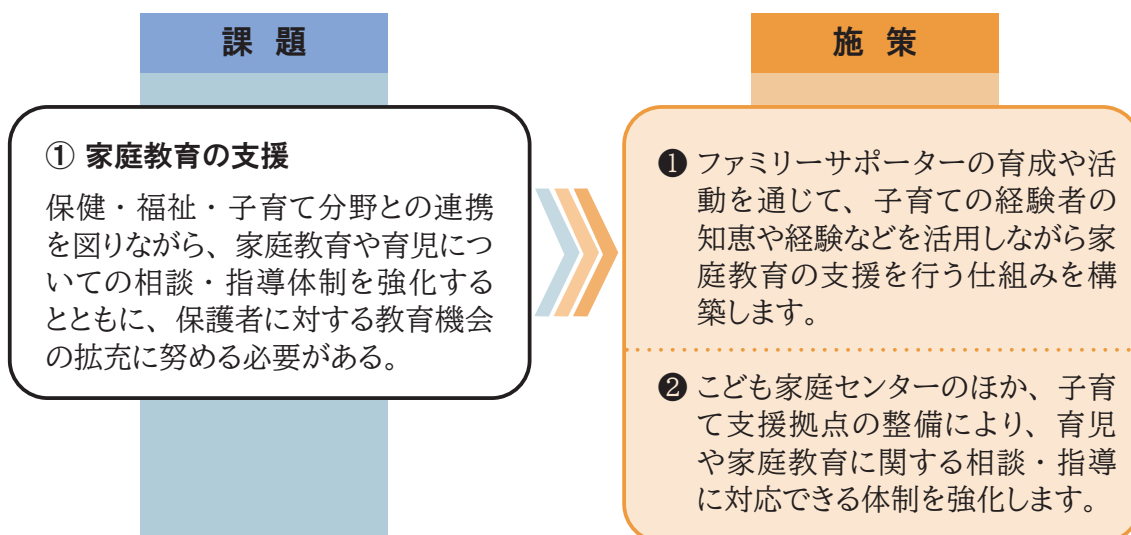 課 題
① 家庭教育の支援
保健・福祉・子育て分野との連携
を図りながら、家庭教育や育児につ
いての相談・指導体制を強化する
とともに、保護者に対する教育機会
の拡充に努める必要がある。
施 策
❶ ファミリーサポーターの育成や活
動を通じて、子育ての経験者の
知恵や経験などを活用しながら家
庭教育の支援を行う仕組みを構
築します。
❷ こども家庭センターのほか、子育
て支援拠点の整備により、育児
や家庭教育に関する相談・指導
に対応できる体制を強化します。